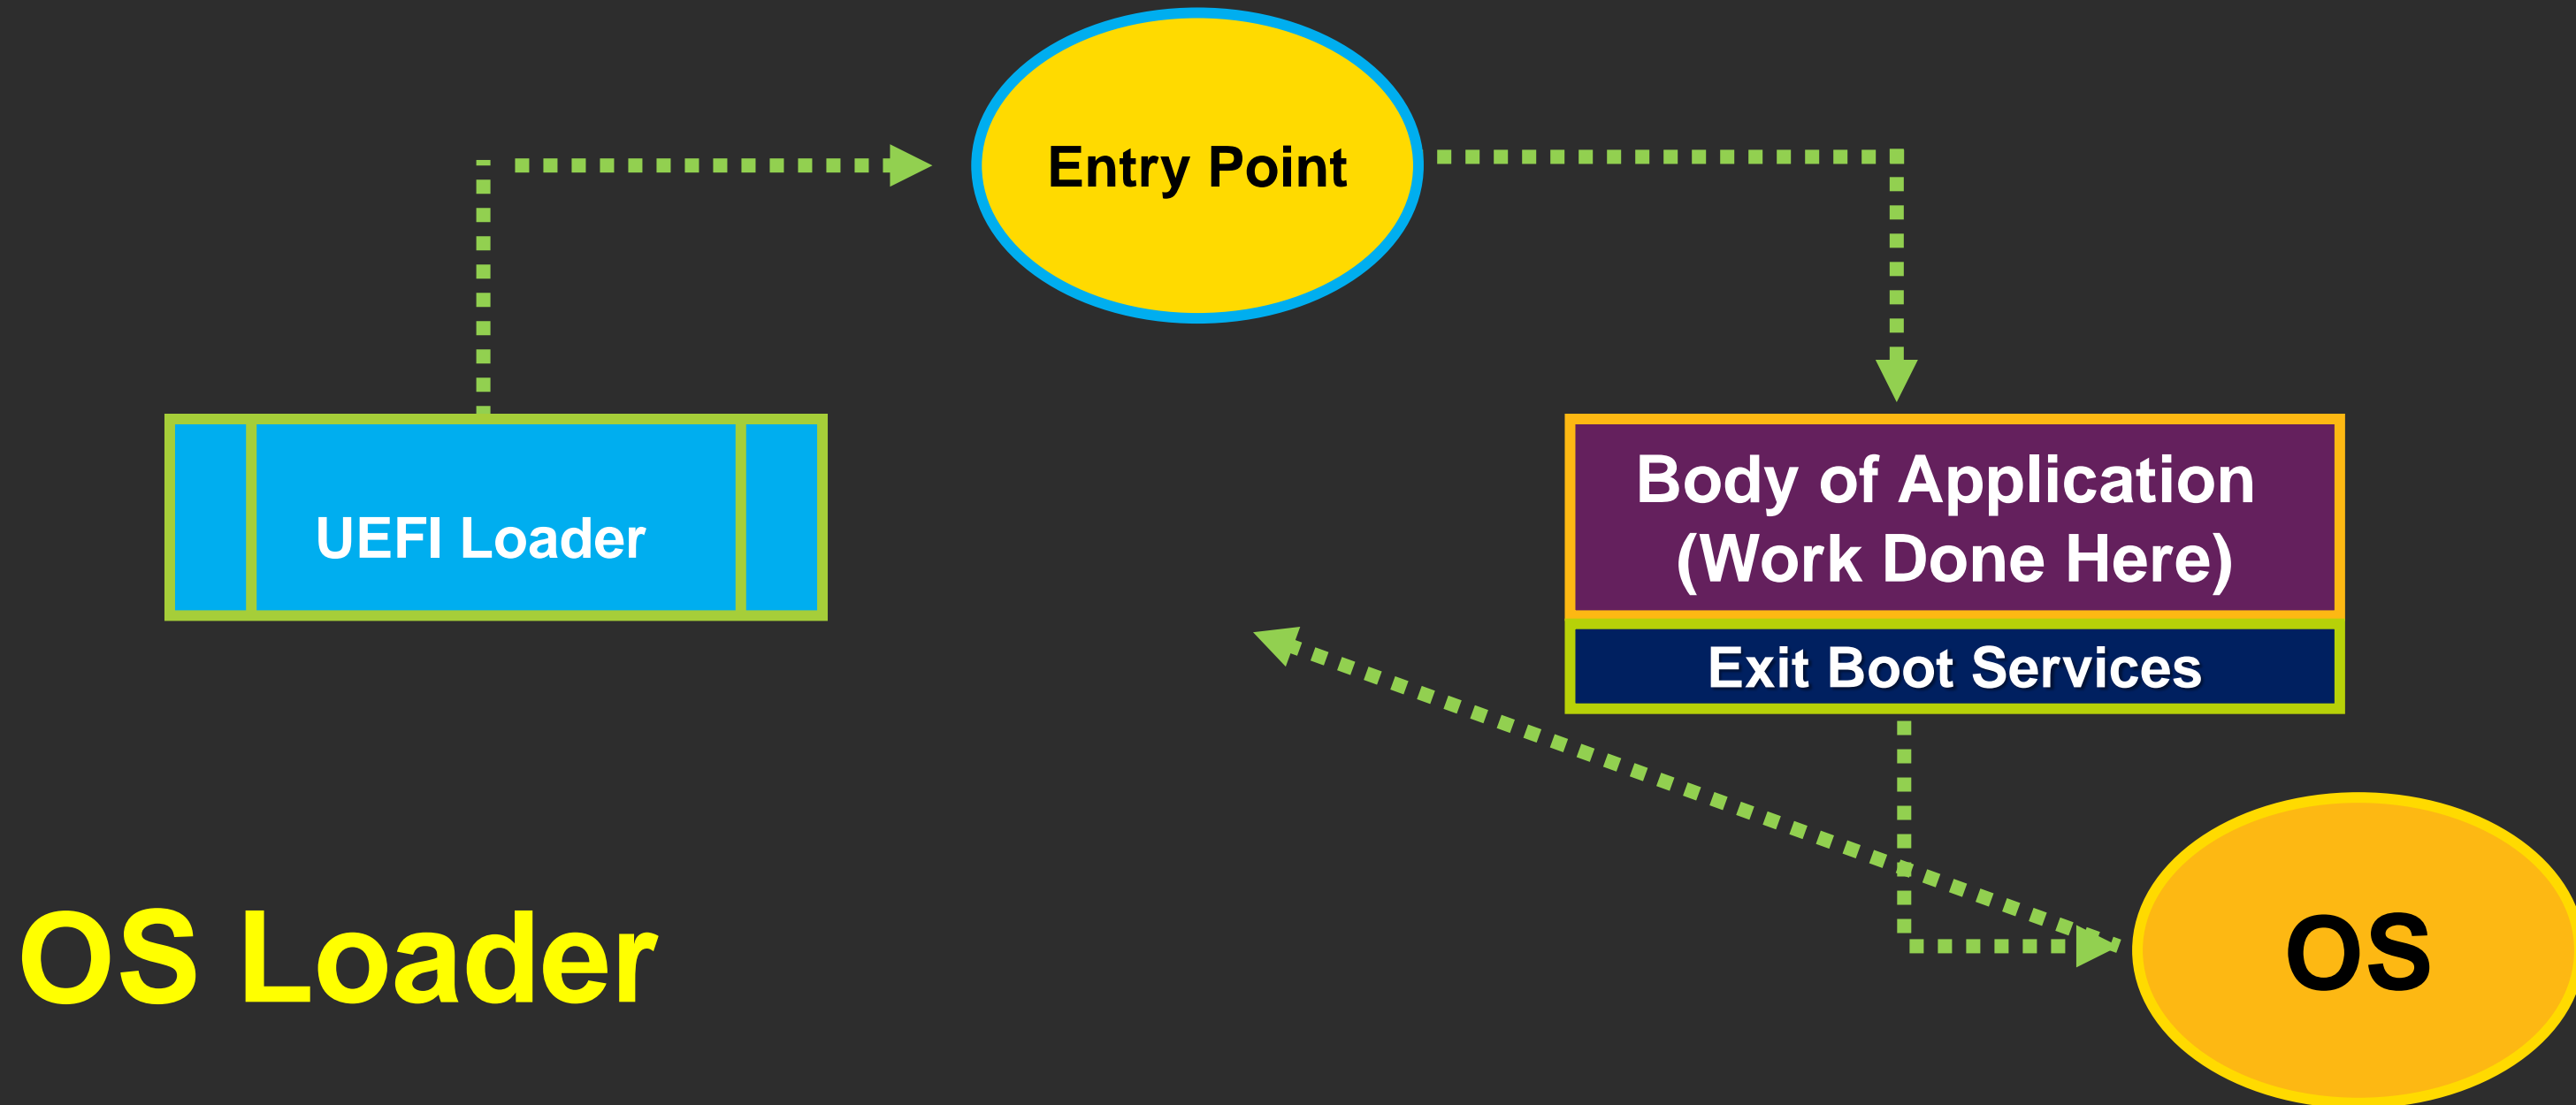 Entry Point
UEFI Loader
Body of Application
(Work Done Here)
Exit Boot Services
OS Loader
OS